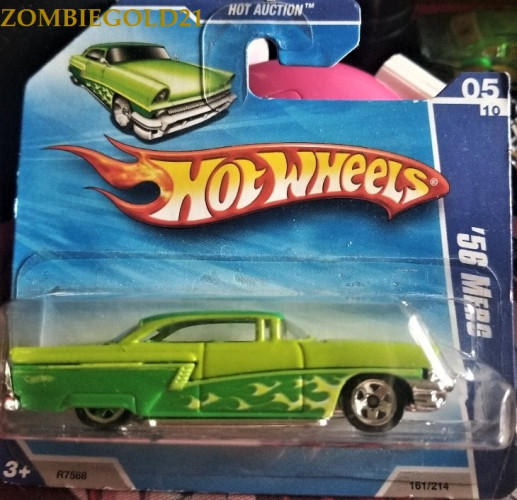 ZOMBIEGOLD21
HOT AUCTION™
05
10
HOT WHEELS®
'56 MERC
3+
R7568
161/214